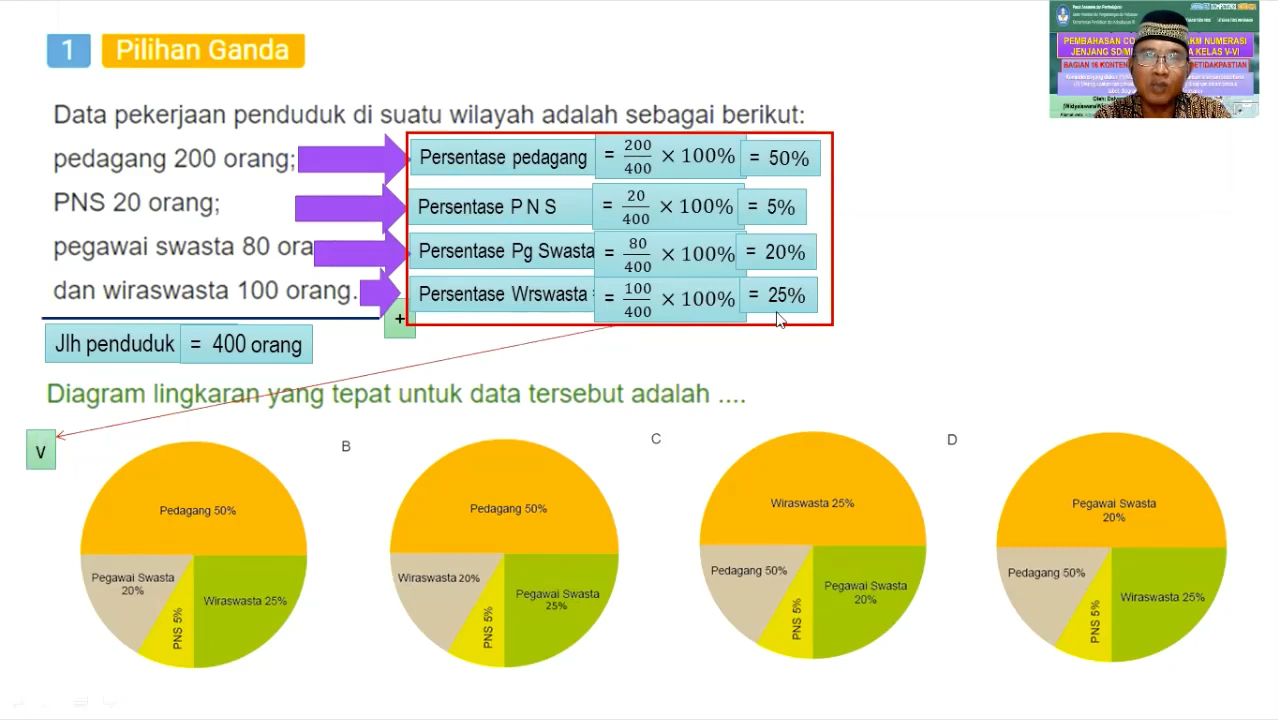 1 Pilihan Ganda
Data pekerjaan penduduk di suatu wilayah adalah sebagai berikut:
pedagang 200 orang;
Persentase pedagang = 200/400 × 100% = 50%
PNS 20 orang;
Persentase P N S = 20/400 × 100% = 5%
pegawai swasta 80 ora
Persentase Pg Swasta = 80/400 × 100% = 20%
dan wiraswasta 100 orang.
Persentase Wrswasta = 100/400 × 100% = 25%
+
Jlh penduduk = 400 orang
Diagram lingkaran yang tepat untuk data tersebut adalah ....
V
Pedagang 50%
Pegawai Swasta
20%
PNS 5%
Wiraswasta 25%
B
Pedagang 50%
Wiraswasta 20%
PNS 5%
Pegawai Swasta
25%
C
Wiraswasta 25%
Pedagang 50%
PNS 5%
Pegawai Swasta
20%
D
Pegawai Swasta
20%
Pedagang 50%
PNS 5%
Wiraswasta 25%
PEMBAHASAN
AKM NUMERASI
JENJANG SD/M
KELAS V-VI
BAGIAN 16 KONTEN
ETIDAKPASTIAN